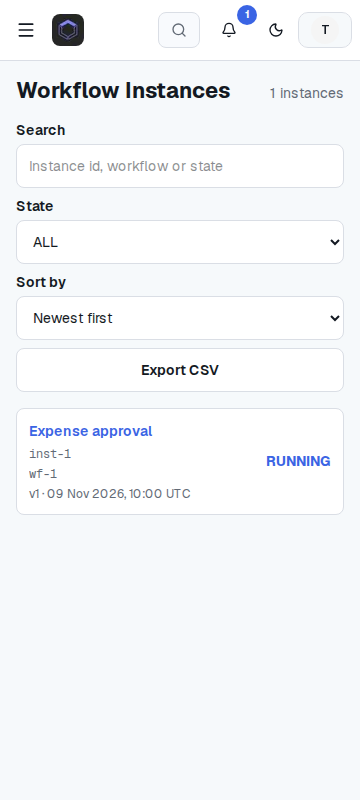 1
T
Workflow Instances
1 instances
Search
Instance id, workflow or state
State
ALL
Sort by
Newest first
Export CSV
Expense approval
inst-1
wf-1
RUNNING
v1 · 09 Nov 2026, 10:00 UTC